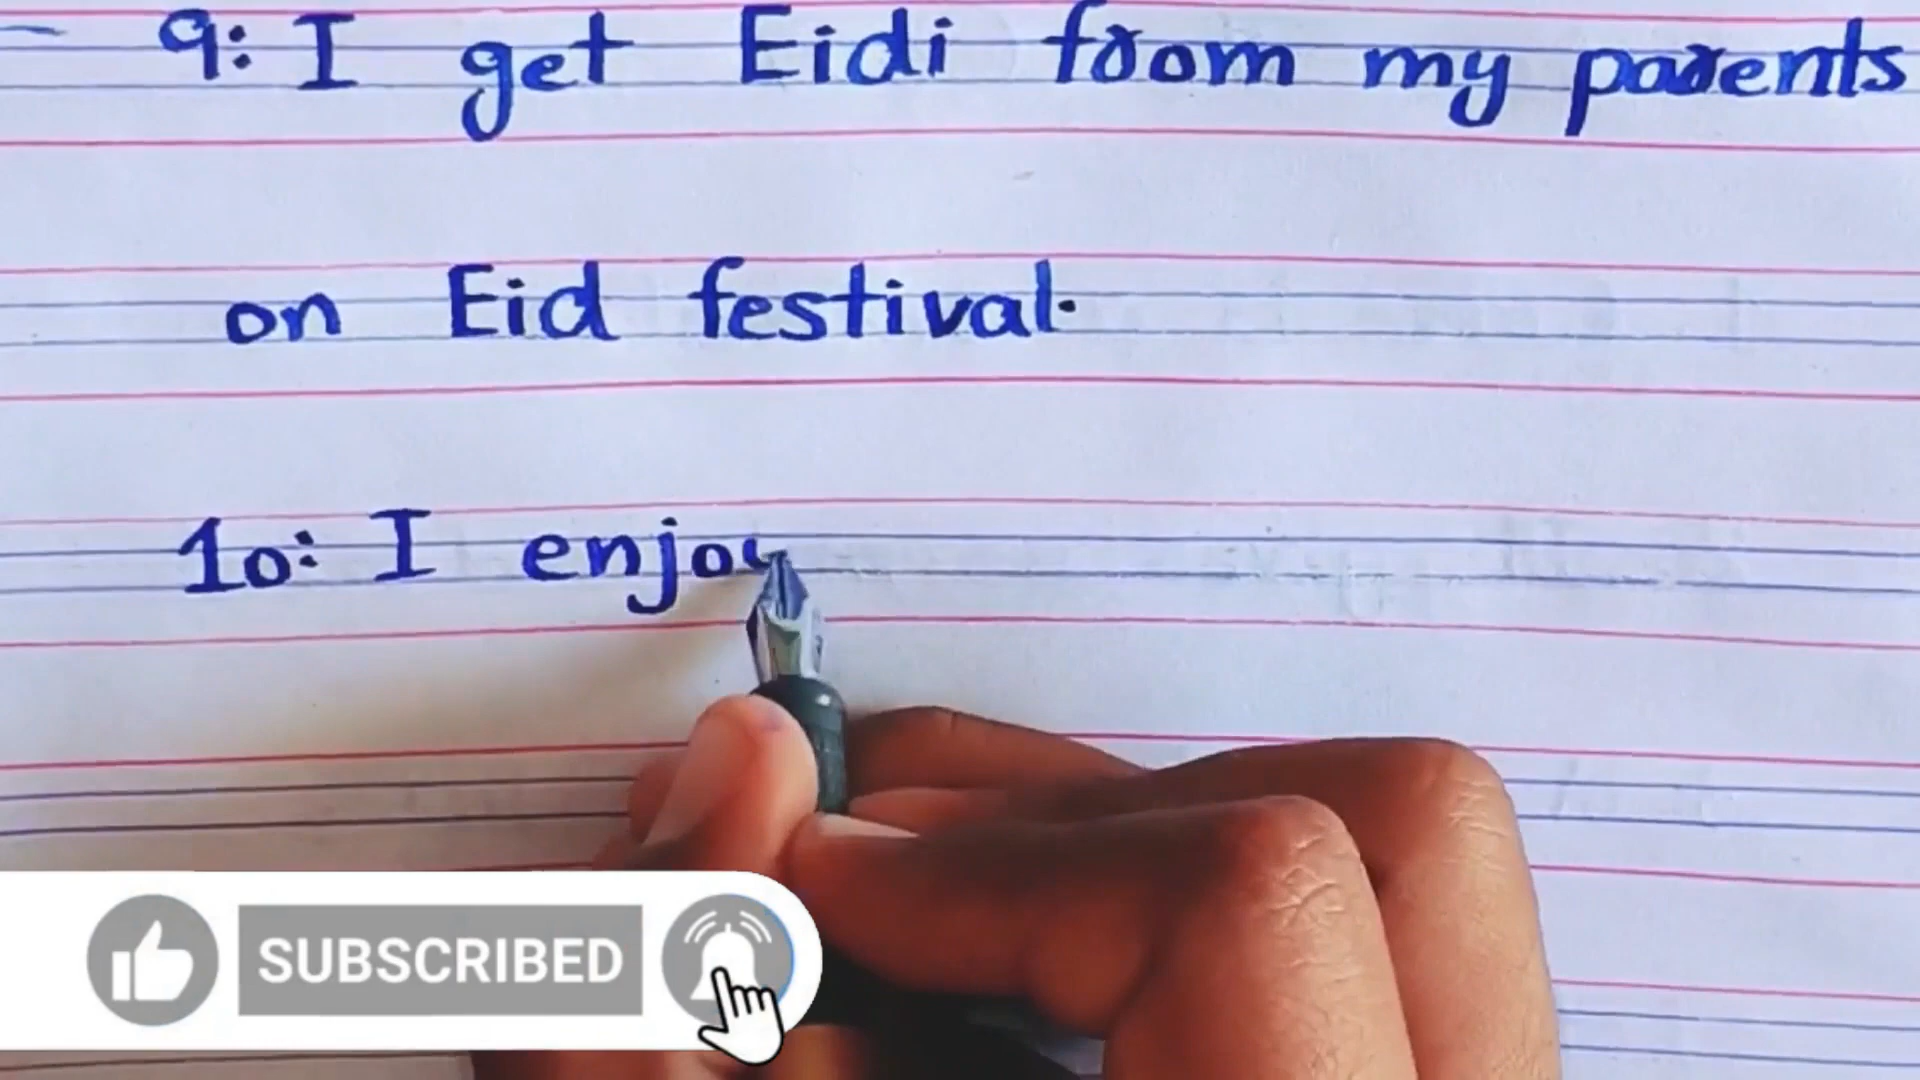 9: I get Eidi from my parents
on Eid festival.
10: I enjoy
SUBSCRIBED